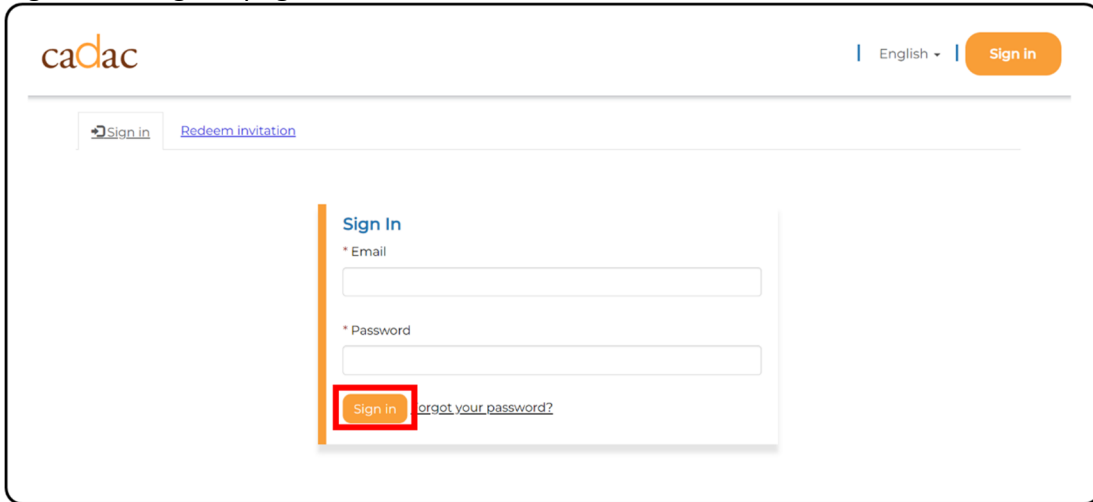 cadac
English
Sign in
Sign in
Redeem invitation
Sign In
* Email
* Password
Sign in
orgot your password?